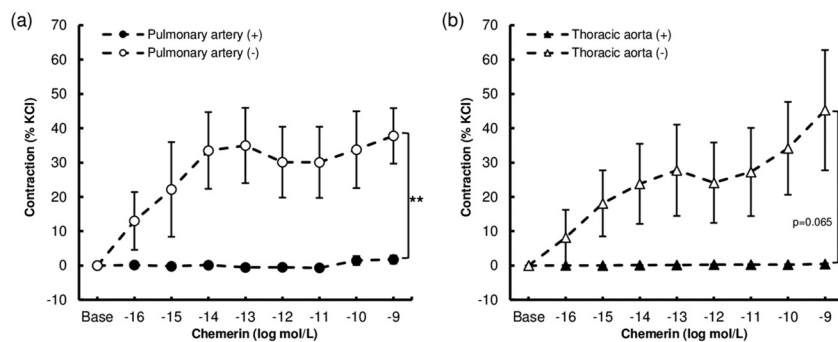 (a)
Pulmonary artery (+)
Pulmonary artery (-)
Contraction (% KCl)
70
60
50
40
30
20
10
0
-10
**
Base -16 -15 -14 -13 -12 -11 -10 -9
Chemerin (log mol/L)
(b)
Thoracic aorta (+)
Thoracic aorta (-)
Contraction (% KCl)
70
60
50
40
30
20
10
0
-10
p=0.065
Base -16 -15 -14 -13 -12 -11 -10 -9
Chemerin (log mol/L)